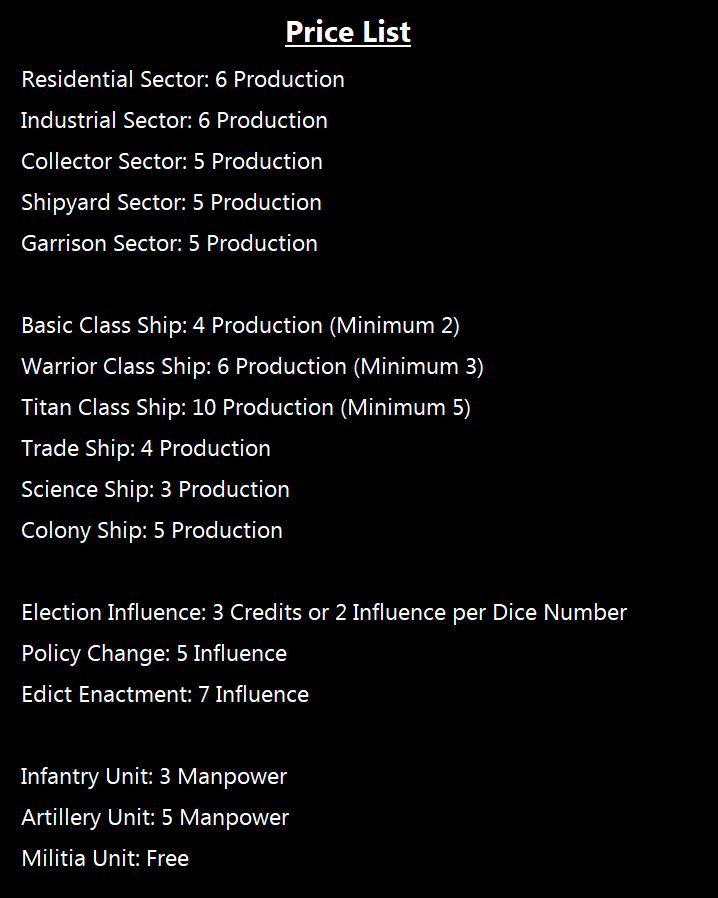 Price List
Residential Sector: 6 Production
Industrial Sector: 6 Production
Collector Sector: 5 Production
Shipyard Sector: 5 Production
Garrison Sector: 5 Production
Basic Class Ship: 4 Production (Minimum 2)
Warrior Class Ship: 6 Production (Minimum 3)
Titan Class Ship: 10 Production (Minimum 5)
Trade Ship: 4 Production
Science Ship: 3 Production
Colony Ship: 5 Production
Election Influence: 3 Credits or 2 Influence per Dice Number
Policy Change: 5 Influence
Edict Enactment: 7 Influence
Infantry Unit: 3 Manpower
Artillery Unit: 5 Manpower
Militia Unit: Free